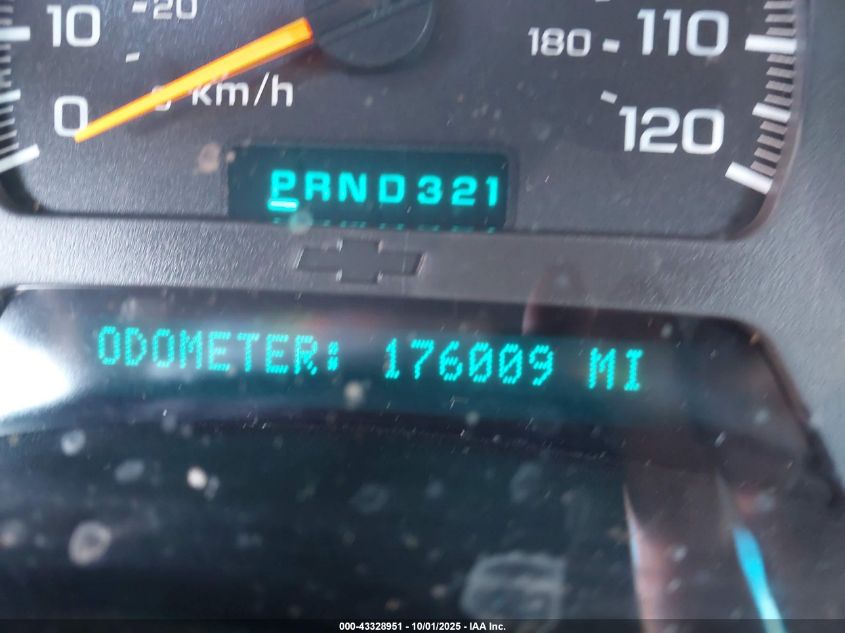 10 20 180 110
0 km/h 120
PRND321
ODOMETER: 176009 MI
000-43328951 - 10/01/2025 - IAA Inc.